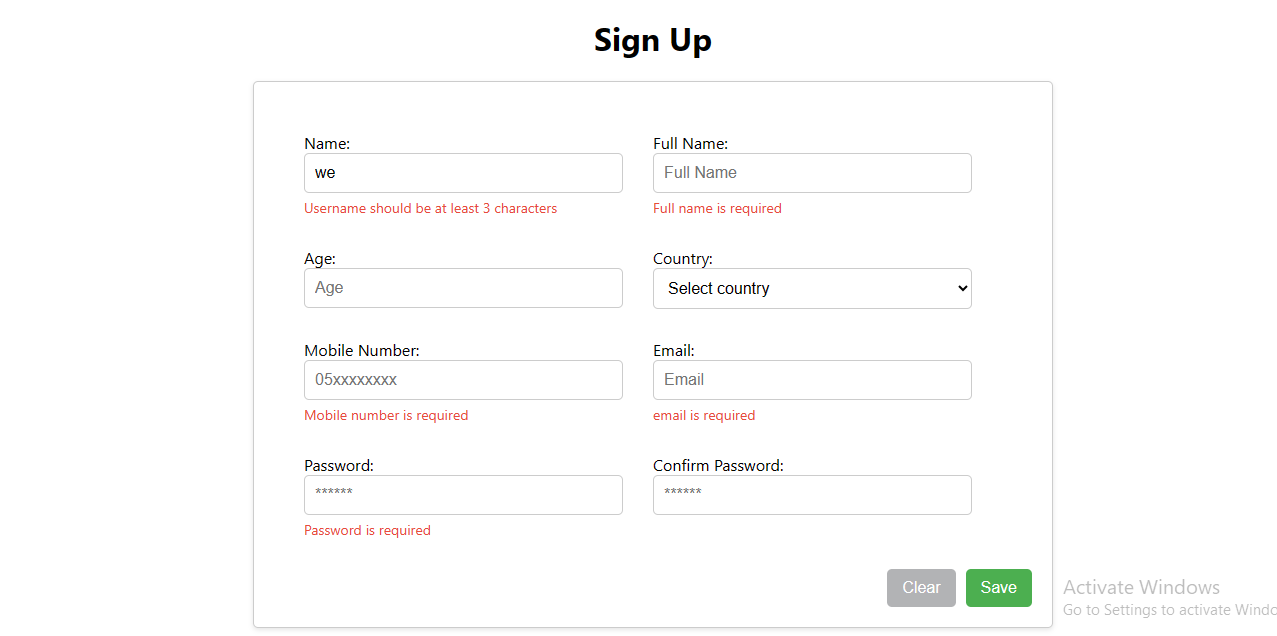 Sign Up
Name:
Full Name:
we
Full Name
Username should be at least 3 characters
Full name is required
Age:
Country:
Age
Select country
Mobile Number:
Email:
05xxxxxxxx
Email
Mobile number is required
email is required
Password:
Confirm Password:
******
******
Password is required
Clear
Save
Activate Windows
Go to Settings to activate Windo